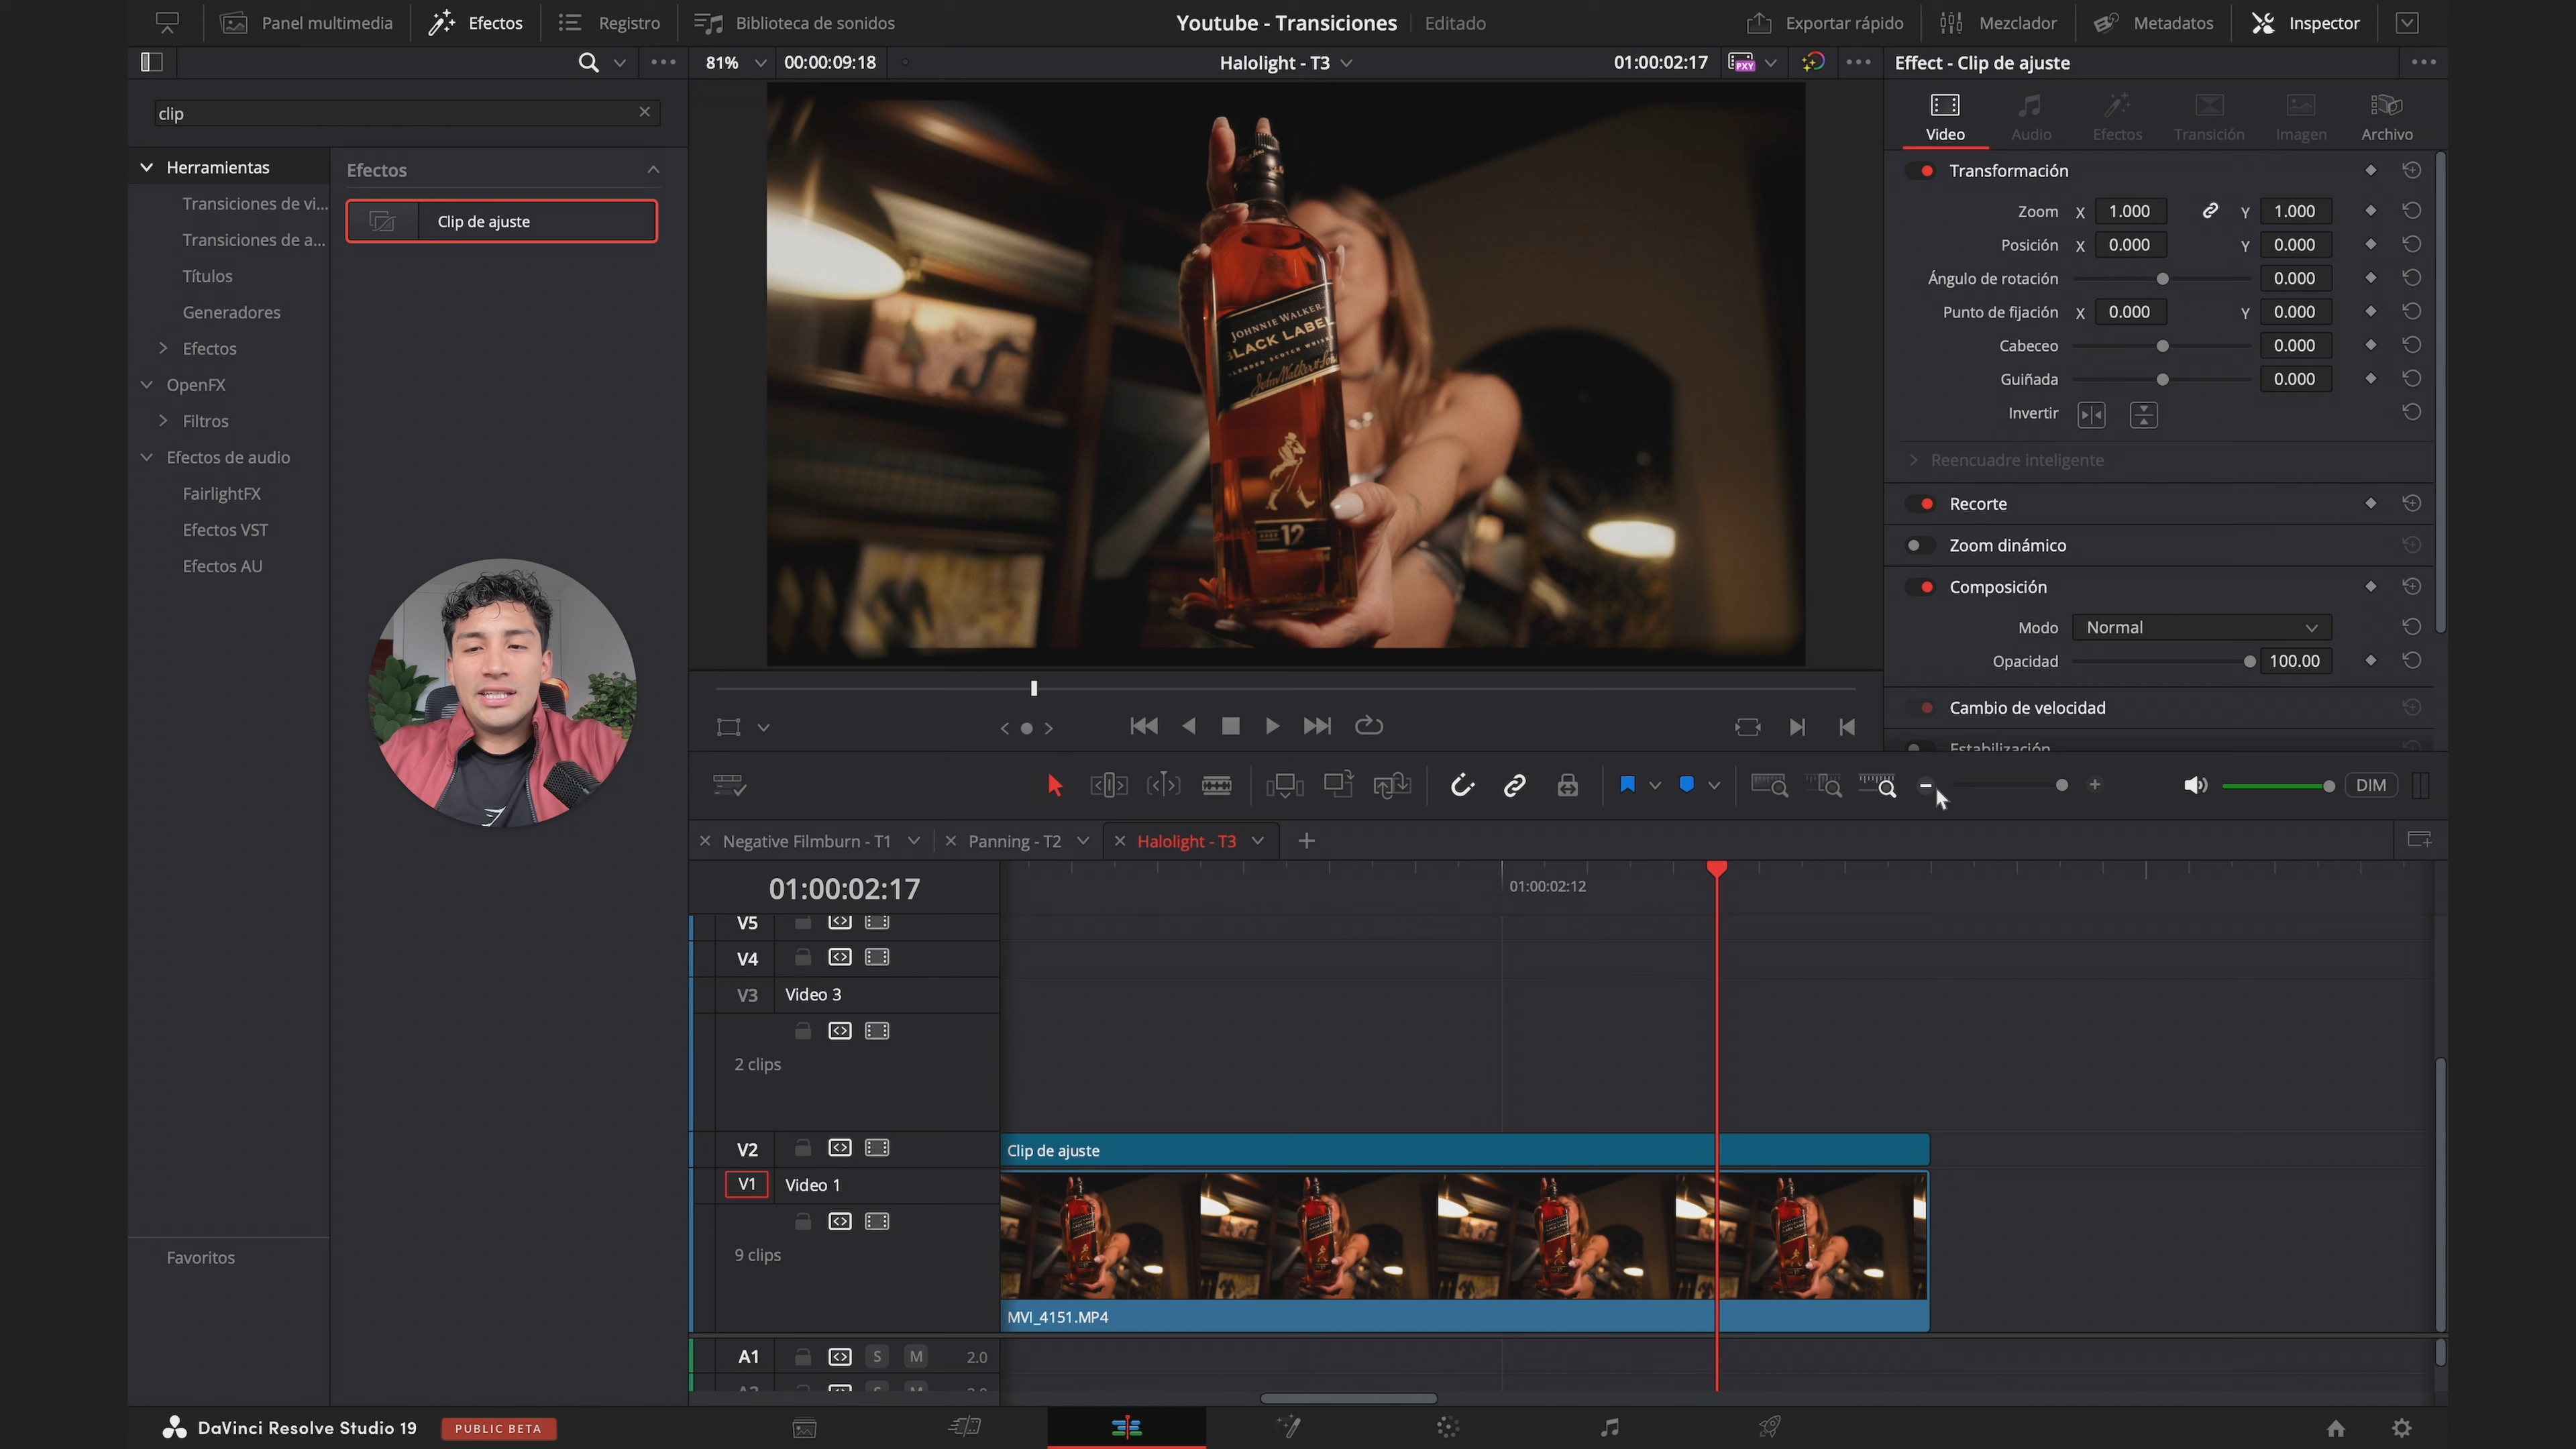 Panel multimedia
Efectos
Registro
Biblioteca de sonidos
Youtube - Transiciones
Editado
Exportar rápido
Mezclador
Metadatos
Inspector
81%
00:00:09:18
Halolight - T3
01:00:02:17
PXY
Effect - Clip de ajuste
clip
Video
Audio
Efectos
Transición
Imagen
Archivo
Herramientas
Transiciones de vi...
Transiciones de a...
Títulos
Generadores
Efectos
OpenFX
Filtros
Efectos de audio
FairlightFX
Efectos VST
Efectos AU
Favoritos
Efectos
Clip de ajuste
JOHNNIE WALKER
BLACK LABEL
12
Transformación
Zoom X 1.000 Y 1.000
Posición X 0.000 Y 0.000
Ángulo de rotación 0.000
Punto de fijación X 0.000 Y 0.000
Cabeceo 0.000
Guiñada 0.000
Invertir
Reencuadre inteligente
Recorte
Zoom dinámico
Composición
Modo Normal
Opacidad 100.00
Cambio de velocidad
Estabilización
DIM
Negative Filmburn - T1
Panning - T2
Halolight - T3
01:00:02:17
01:00:02:12
V5
V4
V3 Video 3
2 clips
V2
Clip de ajuste
V1 Video 1
9 clips
MVI_4151.MP4
A1 S M 2.0
DaVinci Resolve Studio 19
PUBLIC BETA